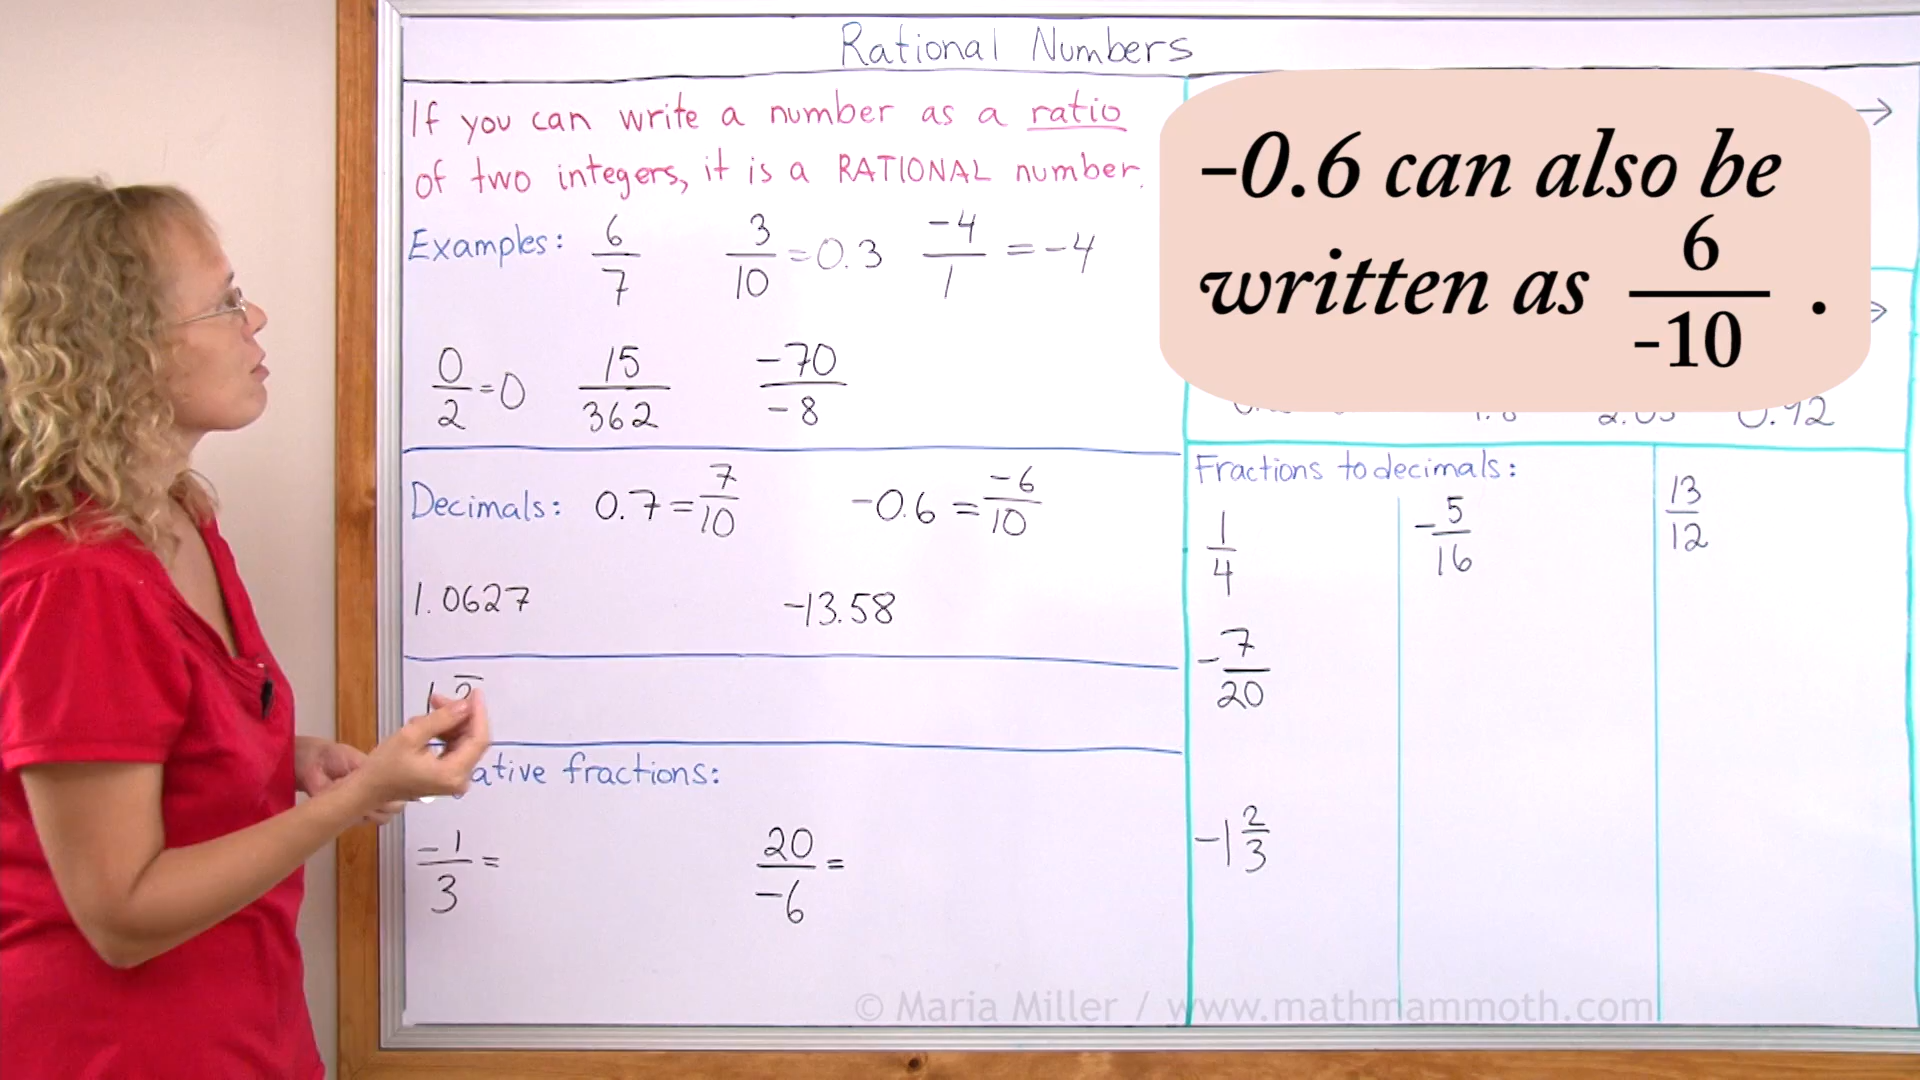 Rational Numbers
If you can write a number as a ratio
of two integers, it is a RATIONAL number.
Examples: 6/7 3/10 = 0.3 -4/1 = -4
0/2 = 0 15/362 -70/-8
Decimals: 0.7 = 7/10 -0.6 = -6/10
1.0627 -13.58
ative fractions:
-1/3 = 20/-6 =
-0.6 can also be
written as 6/-10 .
→
→
0.92
Fractions to decimals:
1/4 -5/16 13/12
-7/20
-1 2/3
© Maria Miller / www.mathmammoth.com